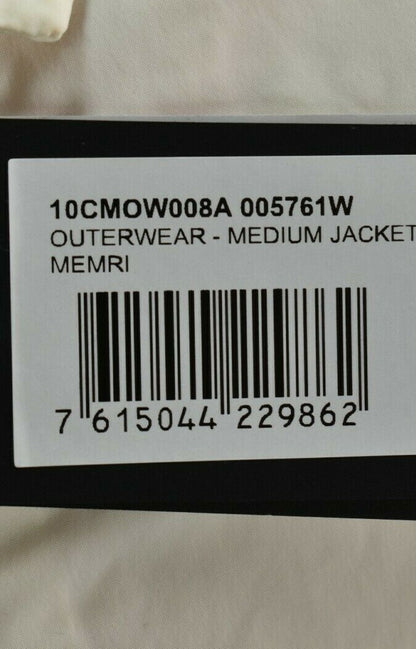 10CMOW008A 005761W
OUTERWEAR - MEDIUM JACKET
MEMRI
7 615044 229862